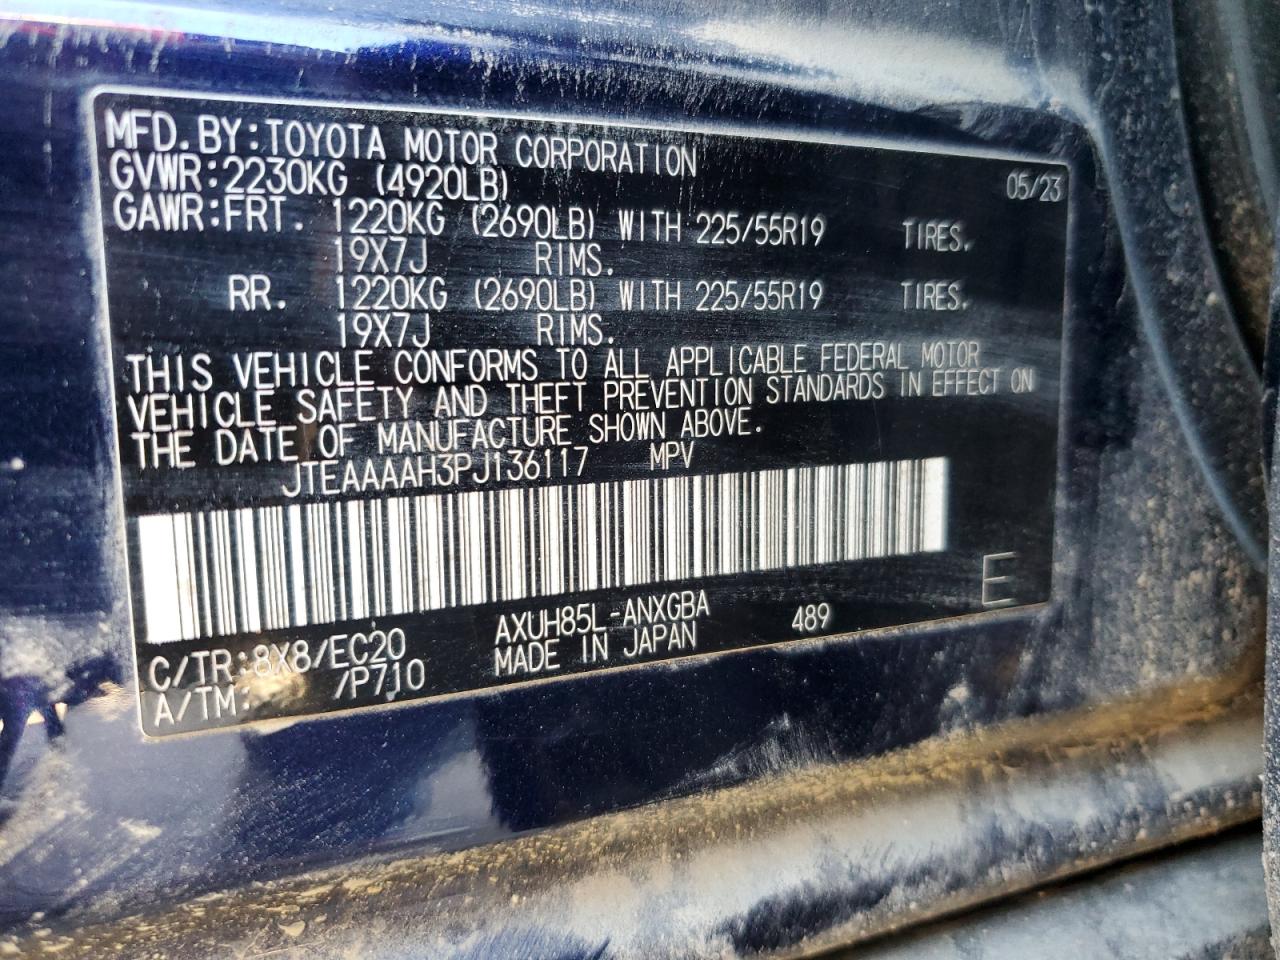 MFD.BY:TOYOTA MOTOR CORPORATION 05/23
GVWR:2230KG (4920LB)
GAWR:FRT. 1220KG (2690LB) WITH 225/55R19 TIRES.
19X7J RIMS.
RR. 1220KG (2690LB) WITH 225/55R19 TIRES.
19X7J RIMS.
THIS VEHICLE CONFORMS TO ALL APPLICABLE FEDERAL MOTOR
VEHICLE SAFETY AND THEFT PREVENTION STANDARDS IN EFFECT ON
THE DATE OF MANUFACTURE SHOWN ABOVE.
JTEAAAAH3PJ136117 MPV
E
C/TR:8X8/EC20 AXUH85L-ANXGBA 489
A/TM: /P710 MADE IN JAPAN